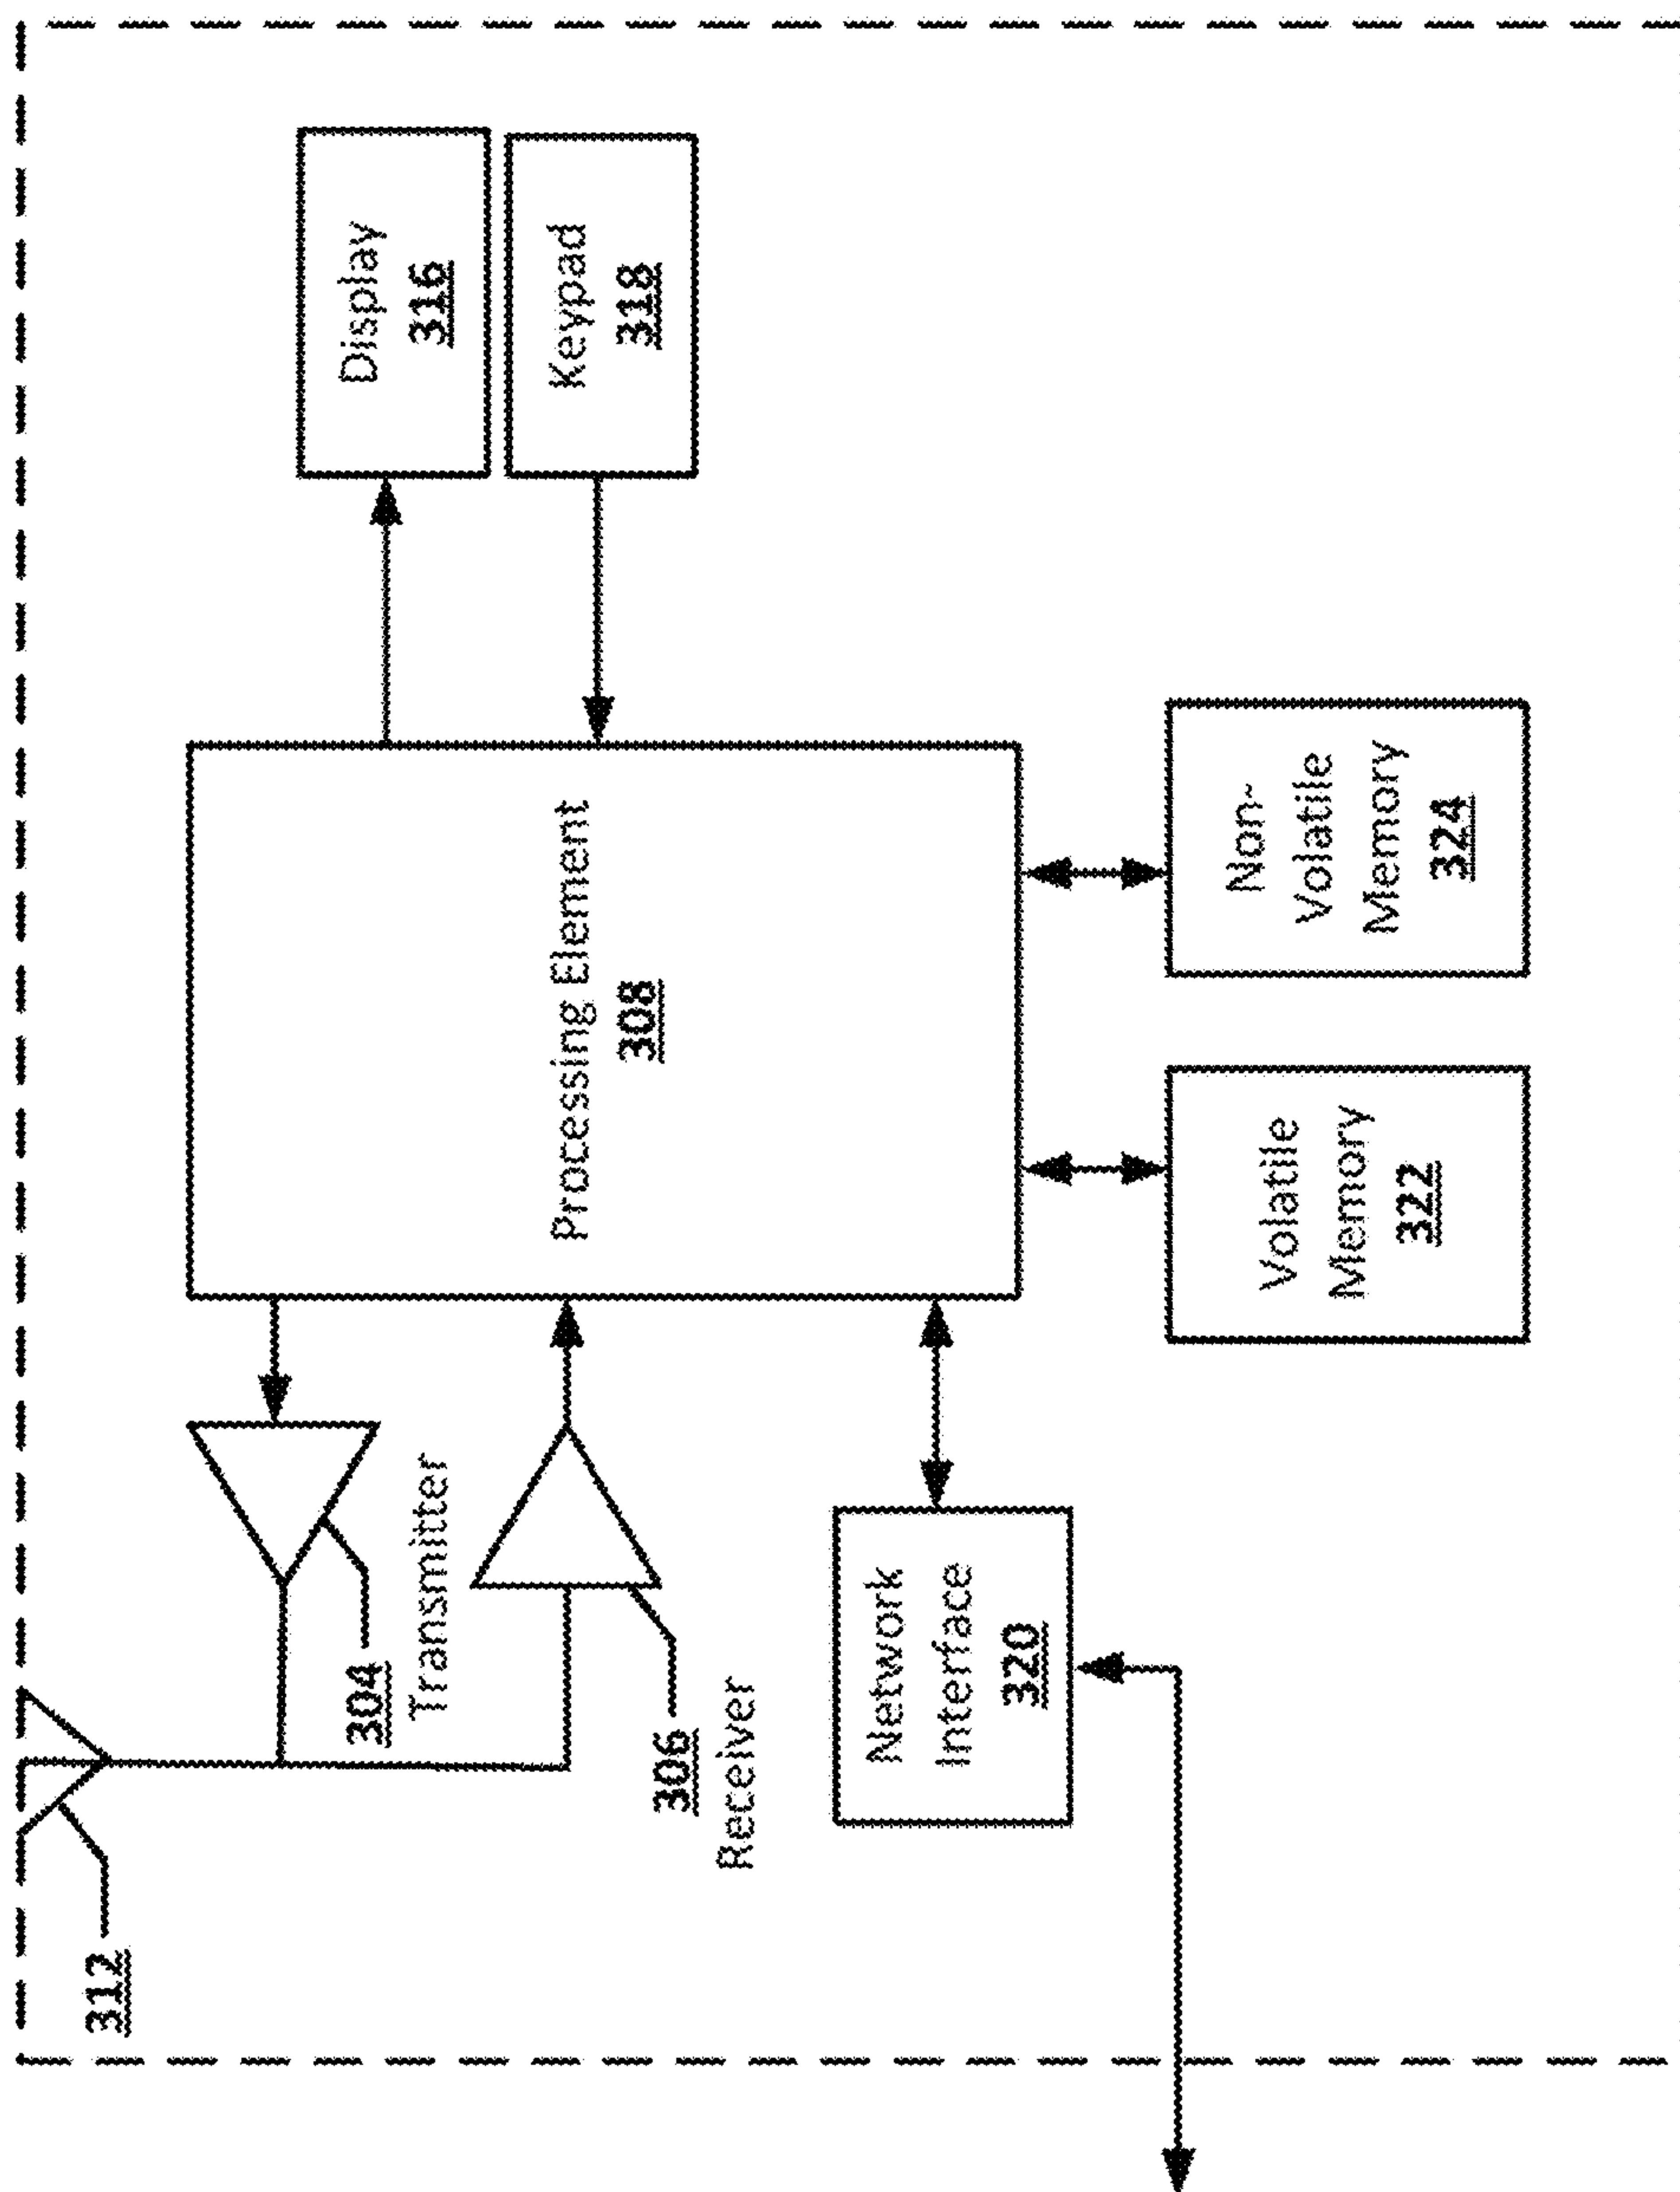 312
304
Transmitter
306
Receiver
Network
Interface
320
Processing Element
308
Volatile
Memory
322
Non-
Volatile
Memory
324
Display
316
Keypad
318